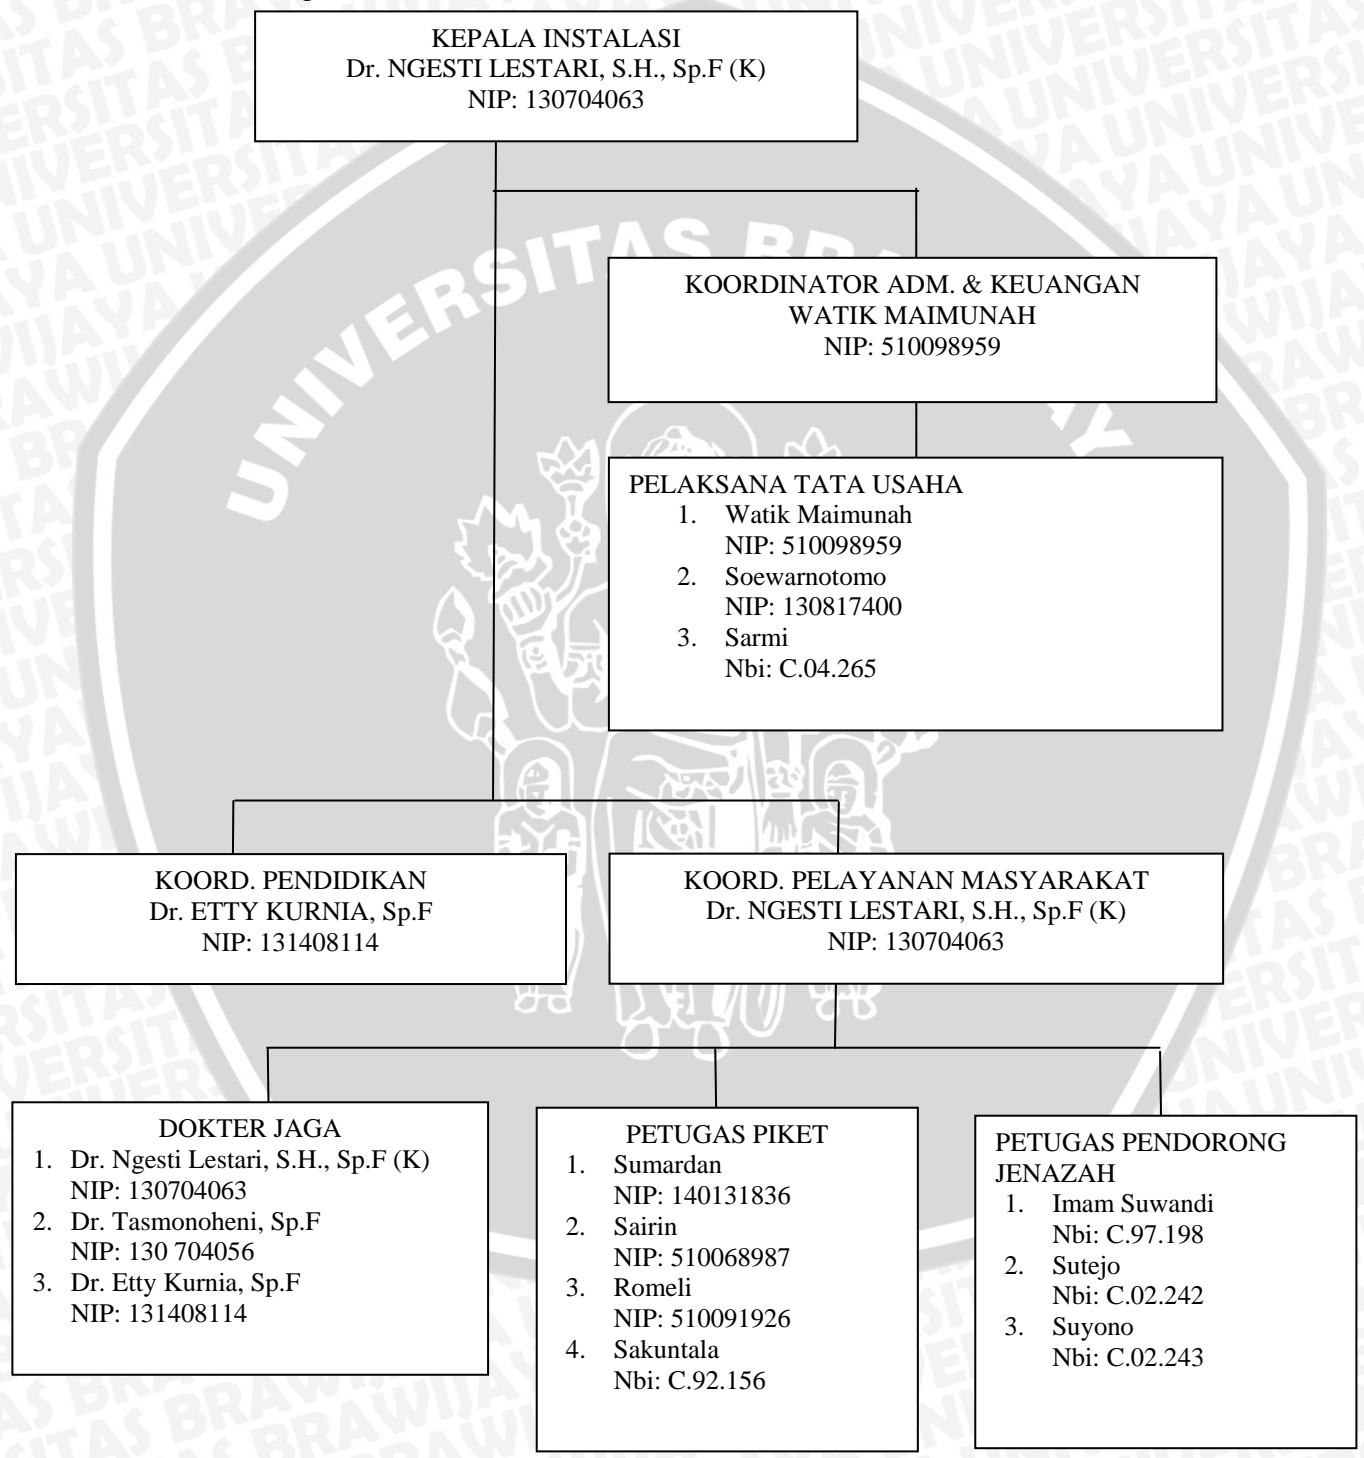 KEPALA INSTALASI
Dr. NGESTI LESTARI, S.H., Sp.F (K)
NIP: 130704063
KOORDINATOR ADM. & KEUANGAN
WATIK MAIMUNAH
NIP: 510098959
PELAKSANA TATA USAHA
1. Watik Maimunah
NIP: 510098959
2. Soewarnotomo
NIP: 130817400
3. Sarmi
Nbi: C.04.265
KOORD. PENDIDIKAN
Dr. ETTY KURNIA, Sp.F
NIP: 131408114
KOORD. PELAYANAN MASYARAKAT
Dr. NGESTI LESTARI, S.H., Sp.F (K)
NIP: 130704063
DOKTER JAGA
1. Dr. Ngesti Lestari, S.H., Sp.F (K)
NIP: 130704063
2. Dr. Tasmonoheni, Sp.F
NIP: 130 704056
3. Dr. Etty Kurnia, Sp.F
NIP: 131408114
PETUGAS PIKET
1. Sumardan
NIP: 140131836
2. Sairin
NIP: 510068987
3. Romeli
NIP: 510091926
4. Sakuntala
Nbi: C.92.156
PETUGAS PENDORONG
JENAZAH
1. Imam Suwandi
Nbi: C.97.198
2. Sutejo
Nbi: C.02.242
3. Suyono
Nbi: C.02.243